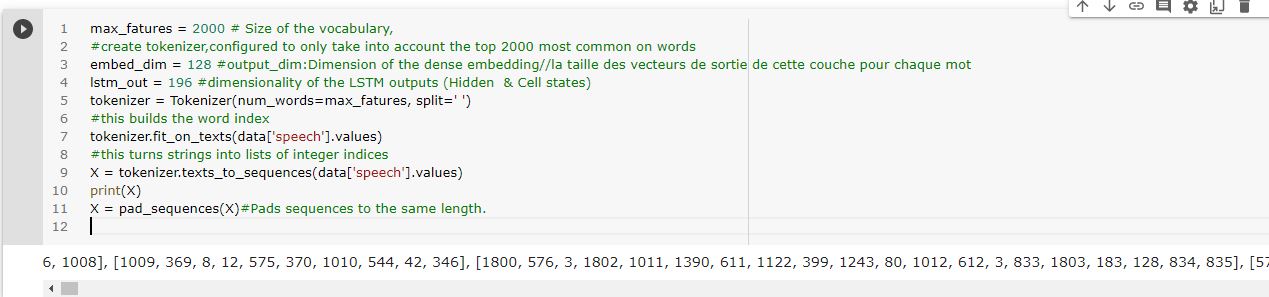 1 max_fatures = 2000 # Size of the vocabulary,
2 #create tokenizer,configured to only take into account the top 2000 most common on words
3 embed_dim = 128 #output_dim:Dimension of the dense embedding//la taille des vecteurs de sortie de cette couche pour chaque mot
4 lstm_out = 196 #dimensionality of the LSTM outputs (Hidden  & Cell states)
5 tokenizer = Tokenizer(num_words=max_fatures, split=' ')
6 #this builds the word index
7 tokenizer.fit_on_texts(data['speech'].values)
8 #this turns strings into lists of integer indices
9 X = tokenizer.texts_to_sequences(data['speech'].values)
10 print(X)
11 X = pad_sequences(X)#Pads sequences to the same length.
12
6, 1008], [1009, 369, 8, 12, 575, 370, 1010, 544, 42, 346], [1800, 576, 3, 1802, 1011, 1390, 611, 1122, 399, 1243, 80, 1012, 612, 3, 833, 1803, 183, 128, 834, 835], [57